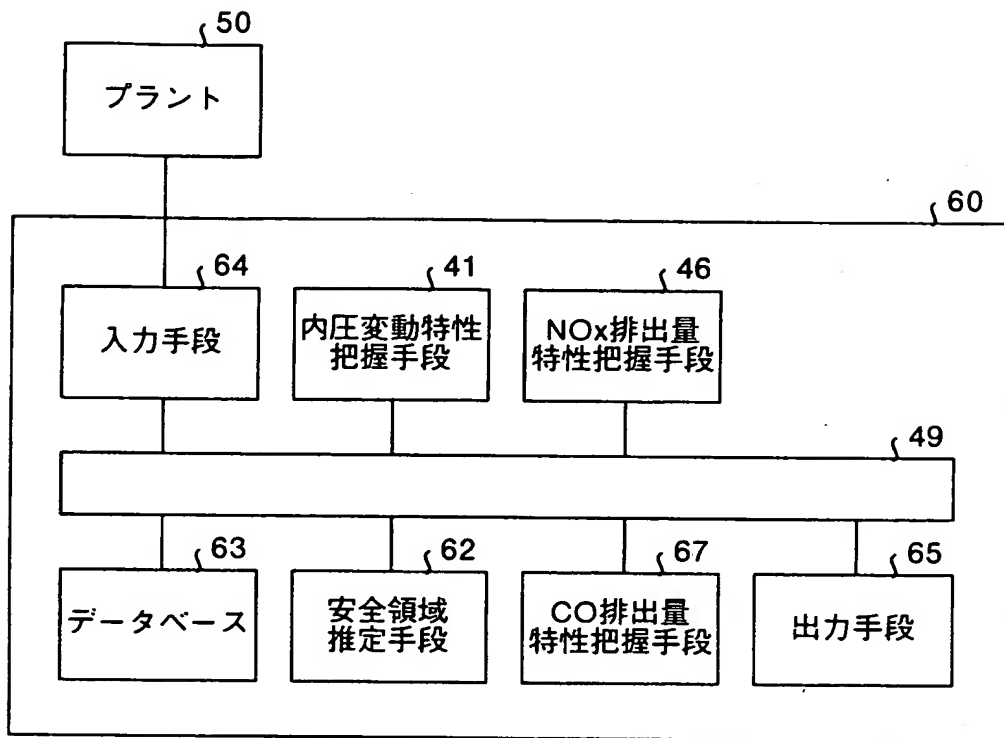 50
プラント
60
64
入力手段
41
内圧変動特性
把握手段
46
NOx排出量
特性把握手段
49
63
データベース
62
安全領域
推定手段
67
CO排出量
特性把握手段
65
出力手段